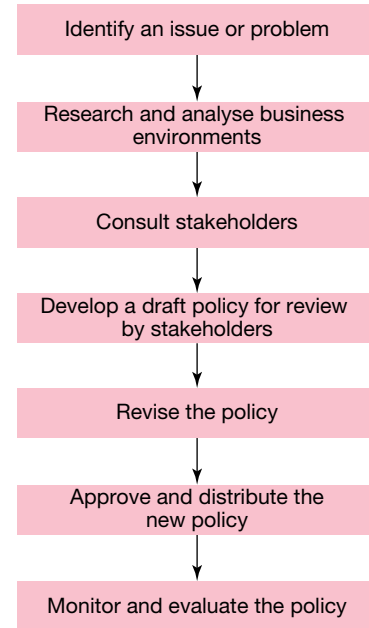 Identify an issue or problem
Research and analyse business
environments
Consult stakeholders
Develop a draft policy for review
by stakeholders
Revise the policy
Approve and distribute the
new policy
Monitor and evaluate the policy